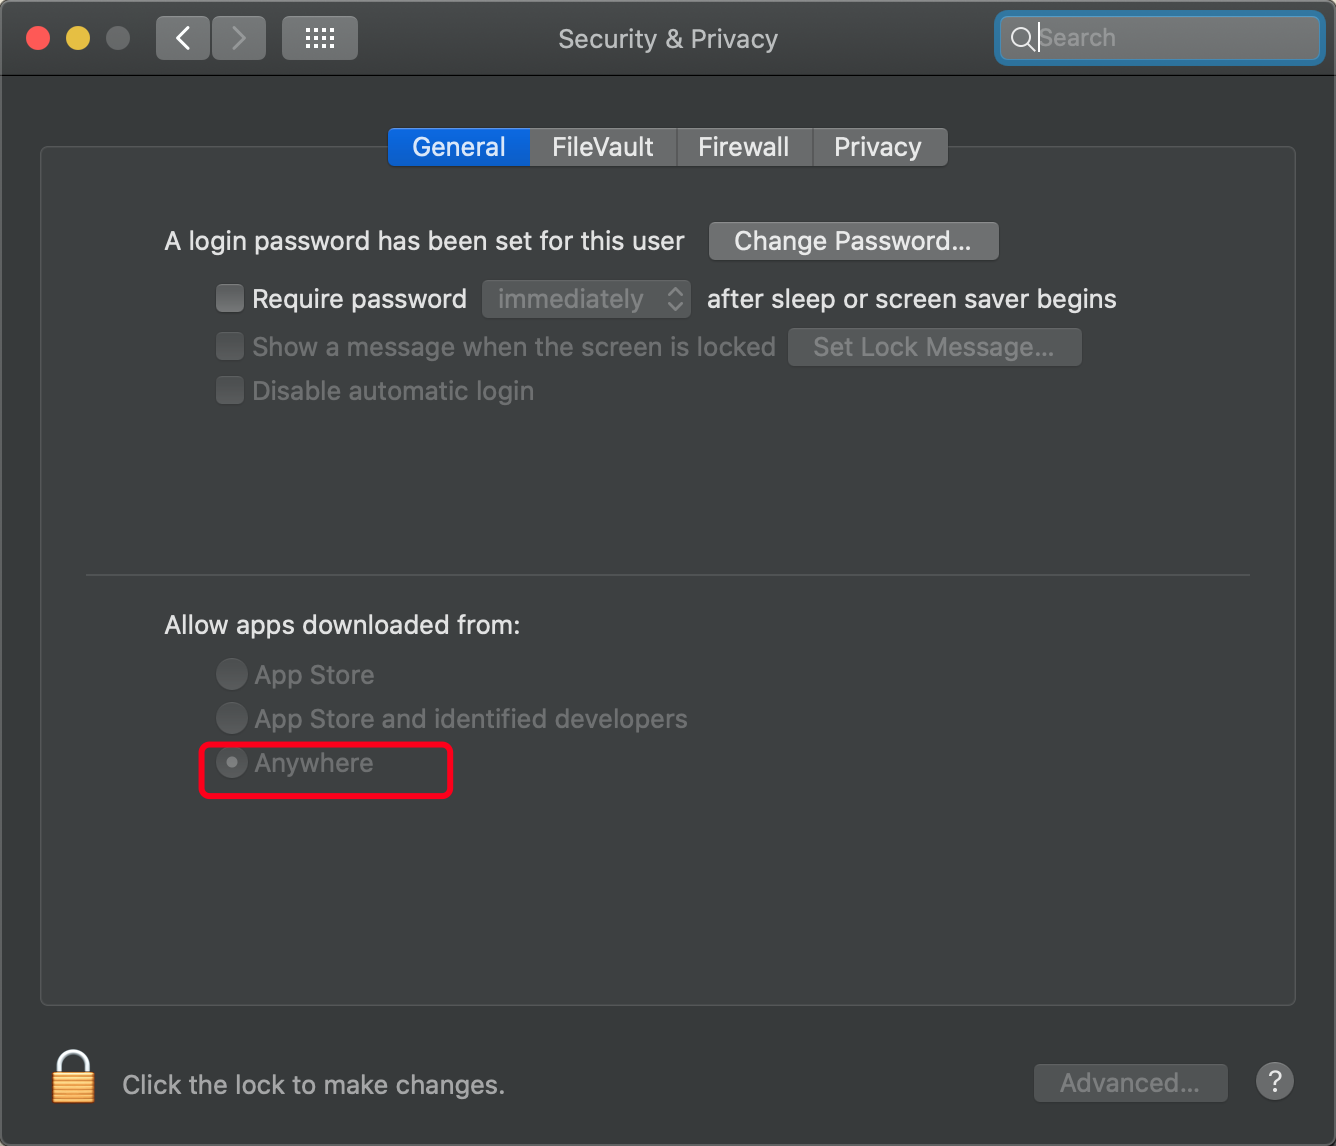 Security & Privacy
Search
General FileVault Firewall Privacy
A login password has been set for this user Change Password...
Require password immediately after sleep or screen saver begins
Show a message when the screen is locked Set Lock Message...
Disable automatic login
Allow apps downloaded from:
App Store
App Store and identified developers
Anywhere
Click the lock to make changes. Advanced... ?